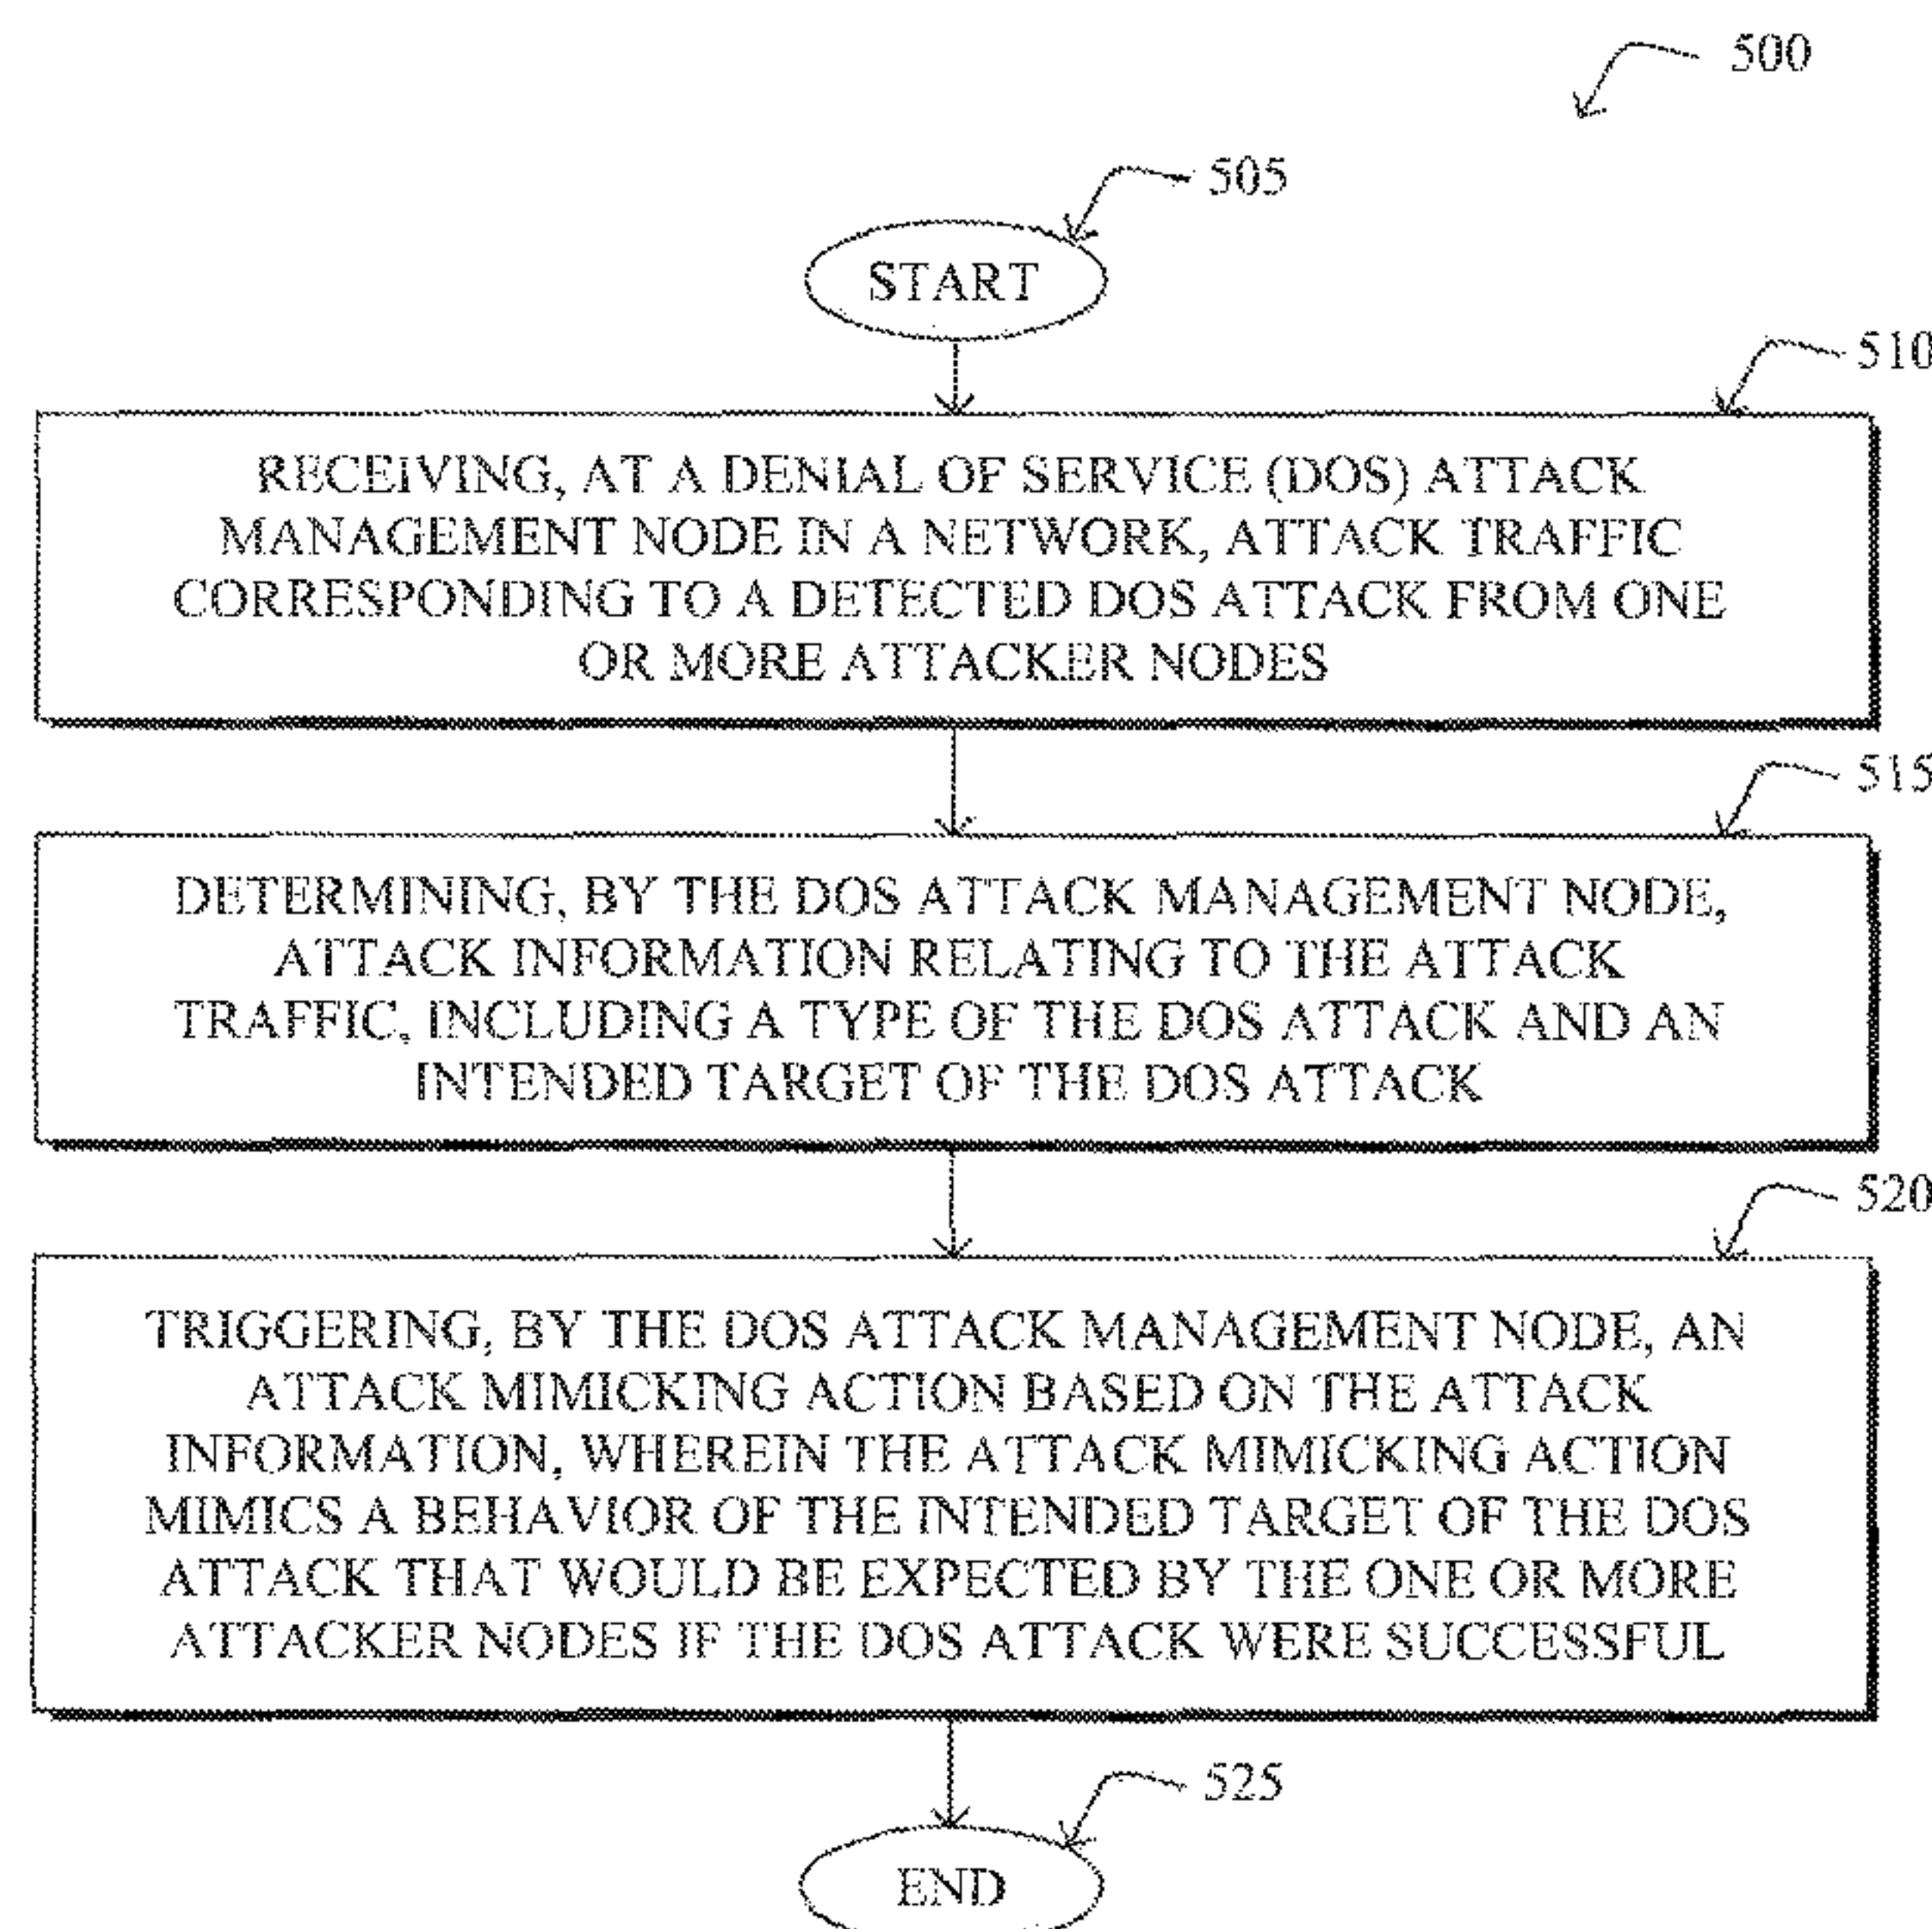 500
505
START
510
RECEIVING, AT A DENIAL OF SERVICE (DOS) ATTACK
MANAGEMENT NODE IN A NETWORK, ATTACK TRAFFIC
CORRESPONDING TO A DETECTED DOS ATTACK FROM ONE
OR MORE ATTACKER NODES
515
DETERMINING, BY THE DOS ATTACK MANAGEMENT NODE,
ATTACK INFORMATION RELATING TO THE ATTACK
TRAFFIC, INCLUDING A TYPE OF THE DOS ATTACK AND AN
INTENDED TARGET OF THE DOS ATTACK
520
TRIGGERING, BY THE DOS ATTACK MANAGEMENT NODE, AN
ATTACK MIMICKING ACTION BASED ON THE ATTACK
INFORMATION, WHEREIN THE ATTACK MIMICKING ACTION
MIMICS A BEHAVIOR OF THE INTENDED TARGET OF THE DOS
ATTACK THAT WOULD BE EXPECTED BY THE ONE OR MORE
ATTACKER NODES IF THE DOS ATTACK WERE SUCCESSFUL
525
END